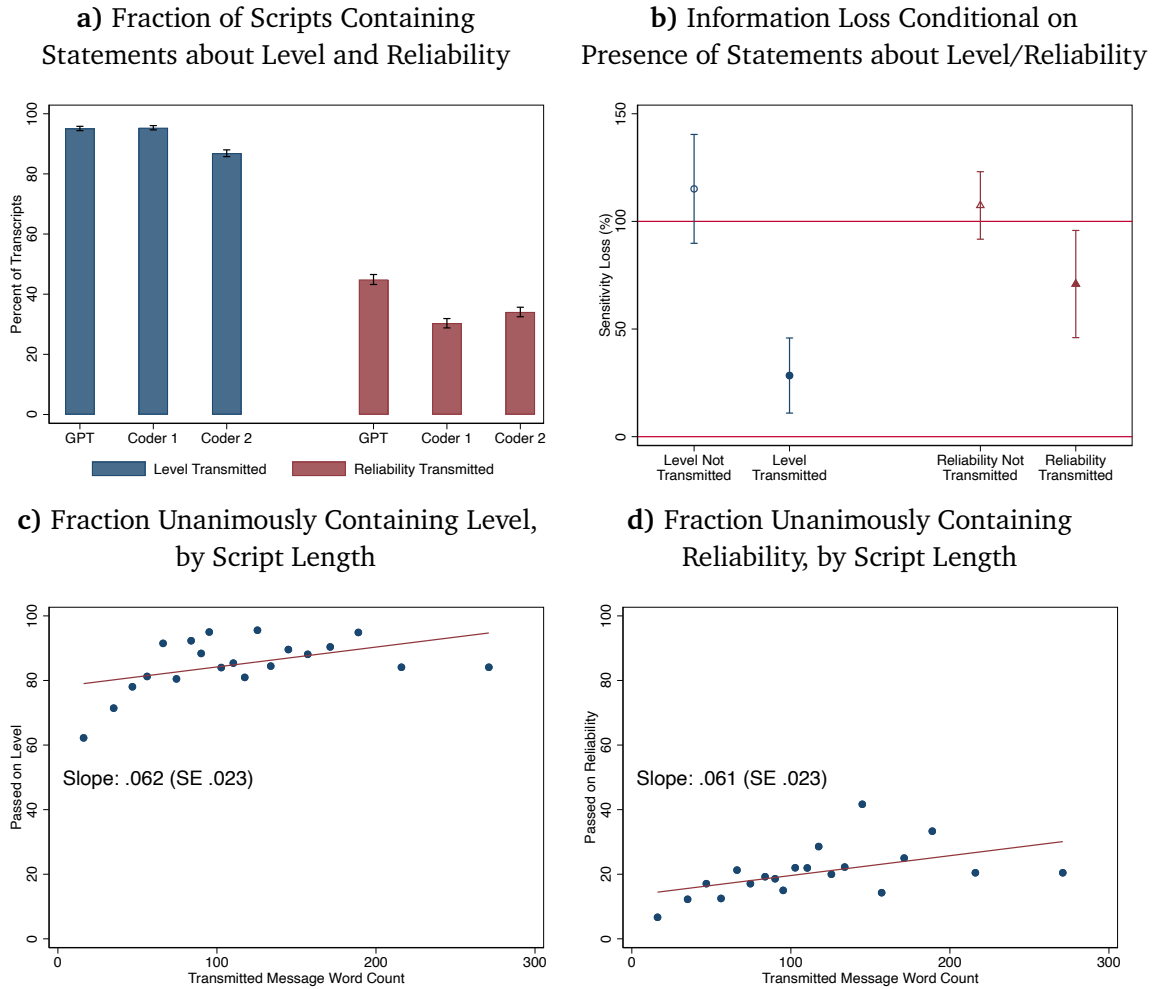 a) Fraction of Scripts Containing
Statements about Level and Reliability
Percent of Transcripts
100
80
60
40
20
0
GPT
Coder 1
Coder 2
GPT
Coder 1
Coder 2
Level Transmitted
Reliability Transmitted
b) Information Loss Conditional on
Presence of Statements about Level/Reliability
Sensitivity Loss (%)
150
100
50
0
Level Not
Transmitted
Level
Transmitted
Reliability Not
Transmitted
Reliability
Transmitted
c) Fraction Unanimously Containing Level,
by Script Length
Passed on Level
100
80
60
40
20
0
Slope: .062 (SE .023)
0
100
200
300
Transmitted Message Word Count
d) Fraction Unanimously Containing
Reliability, by Script Length
Passed on Reliability
100
80
60
40
20
0
Slope: .061 (SE .023)
0
100
200
300
Transmitted Message Word Count